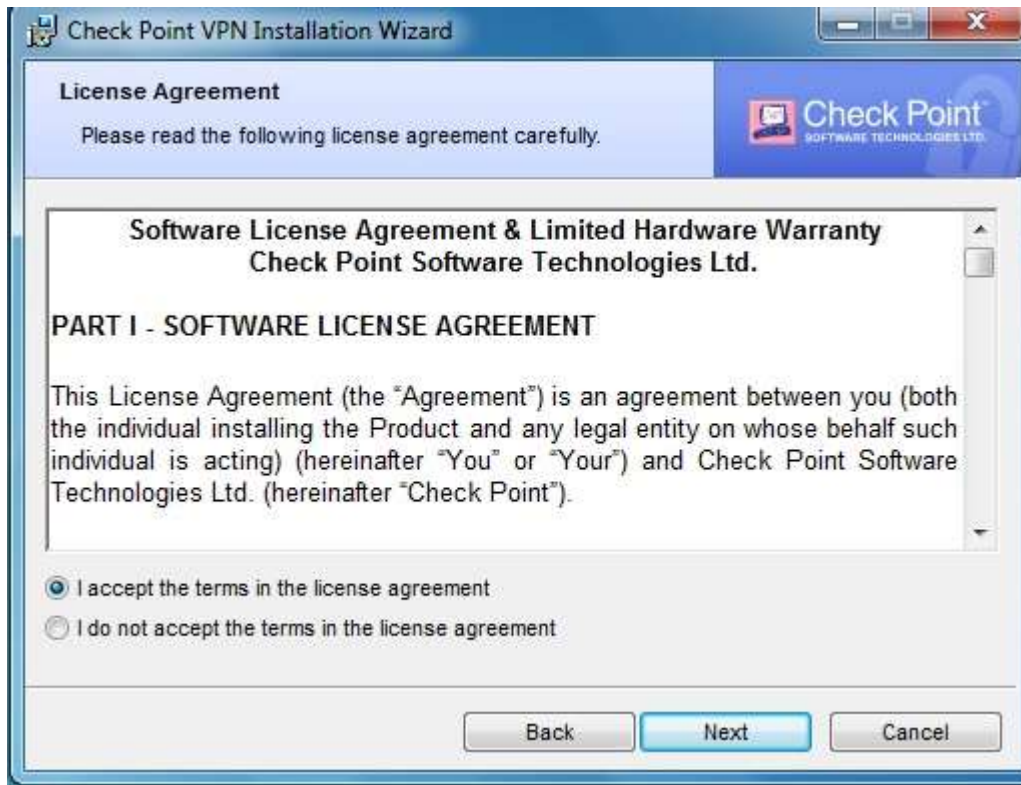 Check Point VPN Installation Wizard
License Agreement
Please read the following license agreement carefully.
Check Point™
SOFTWARE TECHNOLOGIES LTD.
Software License Agreement & Limited Hardware Warranty
Check Point Software Technologies Ltd.
PART I - SOFTWARE LICENSE AGREEMENT
This License Agreement (the “Agreement”) is an agreement between you (both
the individual installing the Product and any legal entity on whose behalf such
individual is acting) (hereinafter “You” or “Your”) and Check Point Software
Technologies Ltd. (hereinafter “Check Point”).
I accept the terms in the license agreement
I do not accept the terms in the license agreement
Back
Next
Cancel